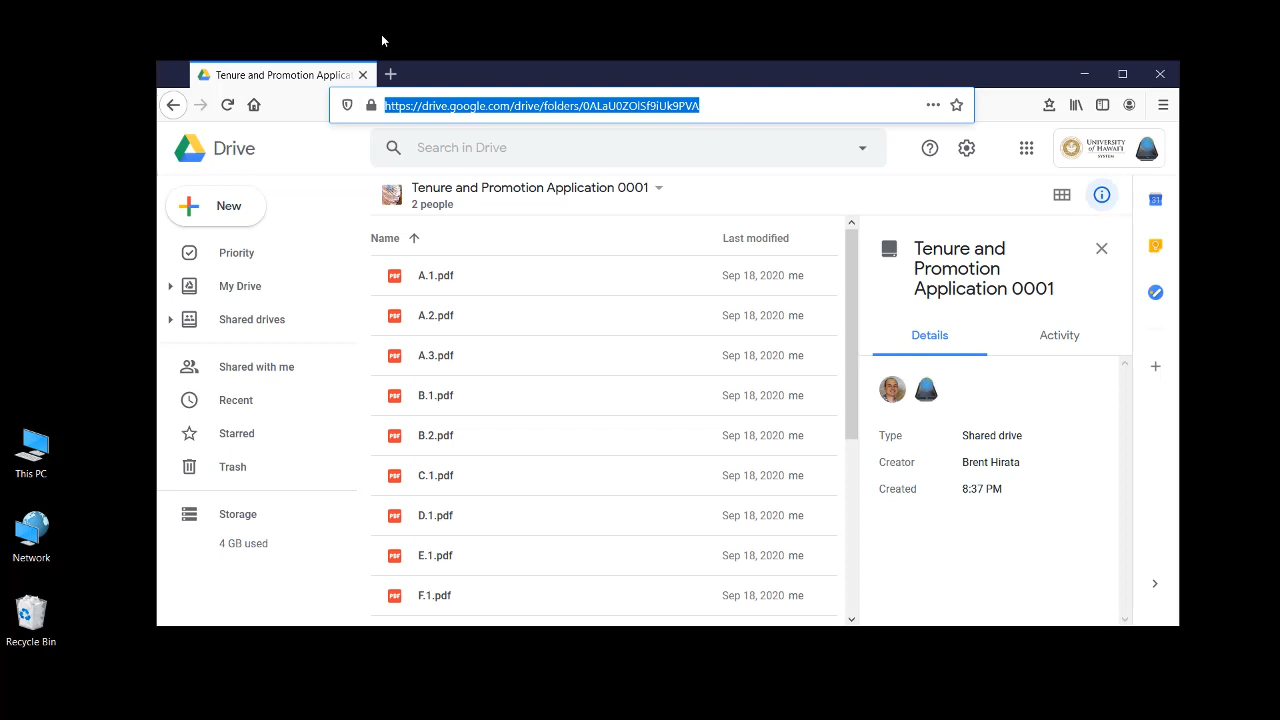 Tenure and Promotion Applica
https://drive.google.com/drive/folders/0ALaU0ZOlSf9iUk9PVA
Drive
Search in Drive
UNIVERSITY
OF HAWAI'I
SYSTEM
New
Tenure and Promotion Application 0001
2 people
Priority
My Drive
Shared drives
Shared with me
Recent
Starred
Trash
Storage
4 GB used
Name
Last modified
A.1.pdf
Sep 18, 2020 me
A.2.pdf
Sep 18, 2020 me
A.3.pdf
Sep 18, 2020 me
B.1.pdf
Sep 18, 2020 me
B.2.pdf
Sep 18, 2020 me
C.1.pdf
Sep 18, 2020 me
D.1.pdf
Sep 18, 2020 me
E.1.pdf
Sep 18, 2020 me
F.1.pdf
Sep 18, 2020 me
Tenure and
Promotion
Application 0001
Details
Activity
Type
Shared drive
Creator
Brent Hirata
Created
8:37 PM
31
This PC
Network
Recycle Bin